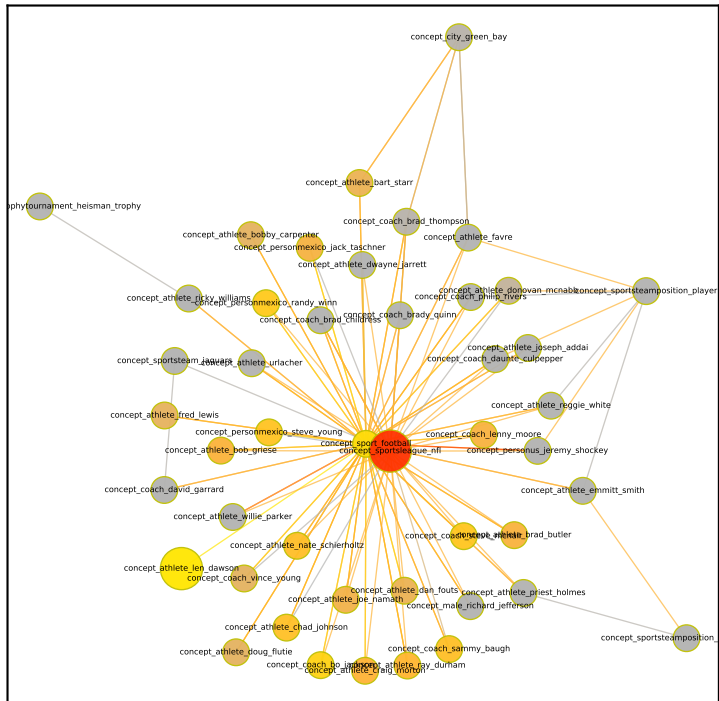 concept_city_green_bay
concept_athlete_bart_starr
ophytournament_heisman_trophy
concept_coach_brad_thompson
concept_athlete_bobby_carpenter
concept_athlete_favre
concept_personmexico_jack_taschner
concept_athlete_dwayne_jarrett
concept_athlete_donovan_mcnabb
concept_sportsteamposition_player
concept_athlete_ricky_williams
concept_coach_philip_rivers
concept_personmexico_randy_winn
concept_coach_brady_quinn
concept_coach_brad_childress
concept_athlete_joseph_addai
concept_sportsteam_jaguars
concept_athlete_urlacher
concept_coach_daunte_culpepper
concept_athlete_reggie_white
concept_athlete_fred_lewis
concept_personmexico_steve_young
concept_coach_lenny_moore
concept_sport_football
concept_athlete_bob_griese
concept_sportsleague_nfl
concept_personus_jeremy_shockey
concept_coach_david_garrard
concept_athlete_emmitt_smith
concept_athlete_willie_parker
concept_athlete_brad_butler
concept_athlete_nate_schierholtz
concept_athlete_len_dawson
concept_coach_vince_young
concept_athlete_dan_fouts
concept_athlete_priest_holmes
concept_athlete_joe_namath
concept_male_richard_jefferson
concept_athlete_chad_johnson
concept_sportsteamposition_
concept_coach_sammy_baugh
concept_athlete_doug_flutie
concept_coach_bo_jackson
concept_athlete_ray_durham
concept_athlete_craig_morton